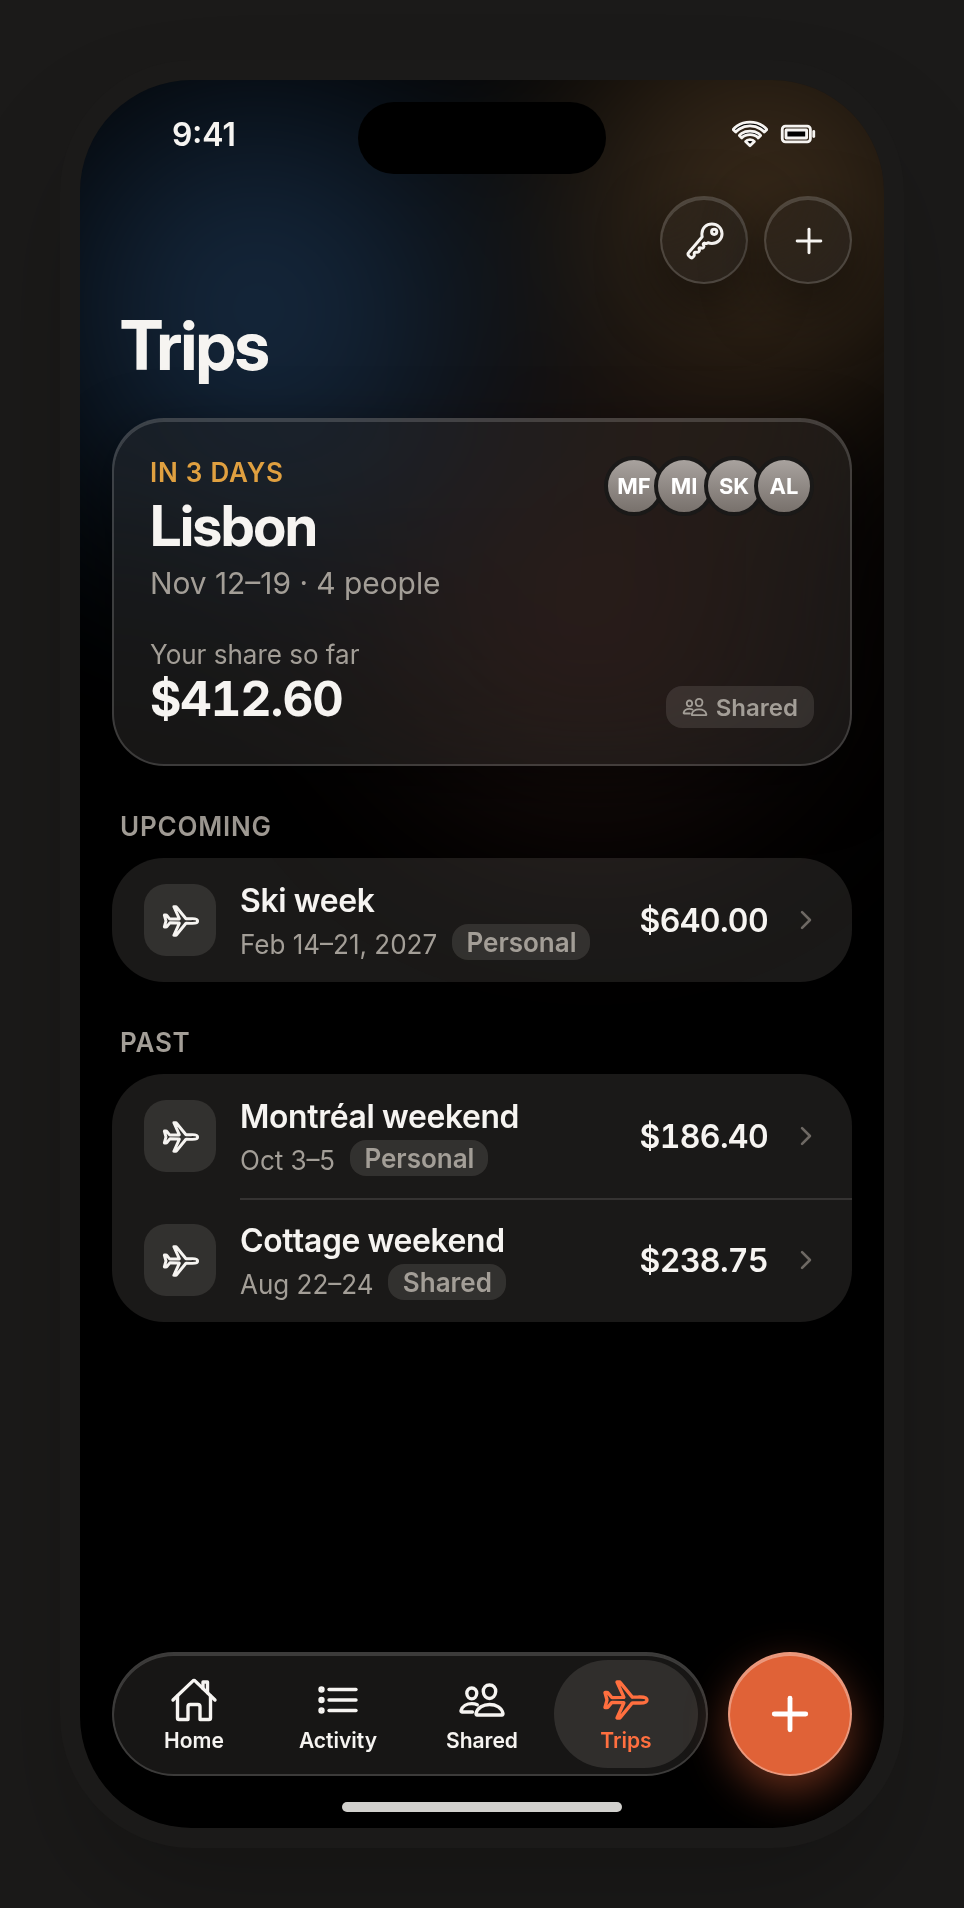 9:41
Trips
IN 3 DAYS
MF MI SK AL
Lisbon
Nov 12–19 · 4 people
Your share so far
$412.60
Shared
UPCOMING
Ski week
Feb 14–21, 2027 Personal
$640.00
PAST
Montréal weekend
Oct 3–5 Personal
$186.40
Cottage weekend
Aug 22–24 Shared
$238.75
Home Activity Shared Trips